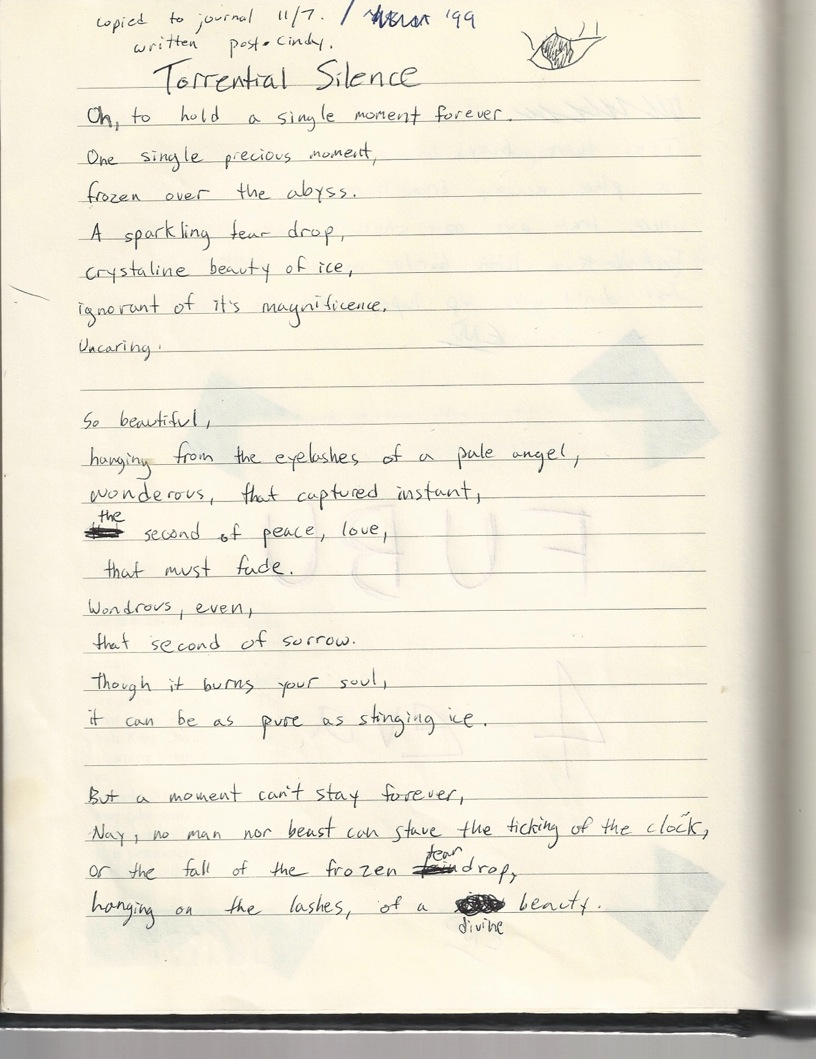 copied to journal 11/7. / '99
written post-Cindy.
Torrential Silence
Oh, to hold a single moment forever.
One single precious moment,
frozen over the abyss.
A sparkling tear drop,
crystaline beauty of ice,
ignorant of it's magnificence.
Uncaring.
So beautiful,
hanging from the eyelashes of a pale angel,
wonderous, that captured instant,
the second of peace, love,
that must fade.
Wondrous, even,
that second of sorrow.
Though it burns your soul,
it can be as pure as stinging ice.
But a moment can't stay forever,
Nay, no man nor beast can stave the ticking of the clock,
or the fall of the frozen teardrop,
hanging on the lashes, of a divine beauty.
FUBU
4